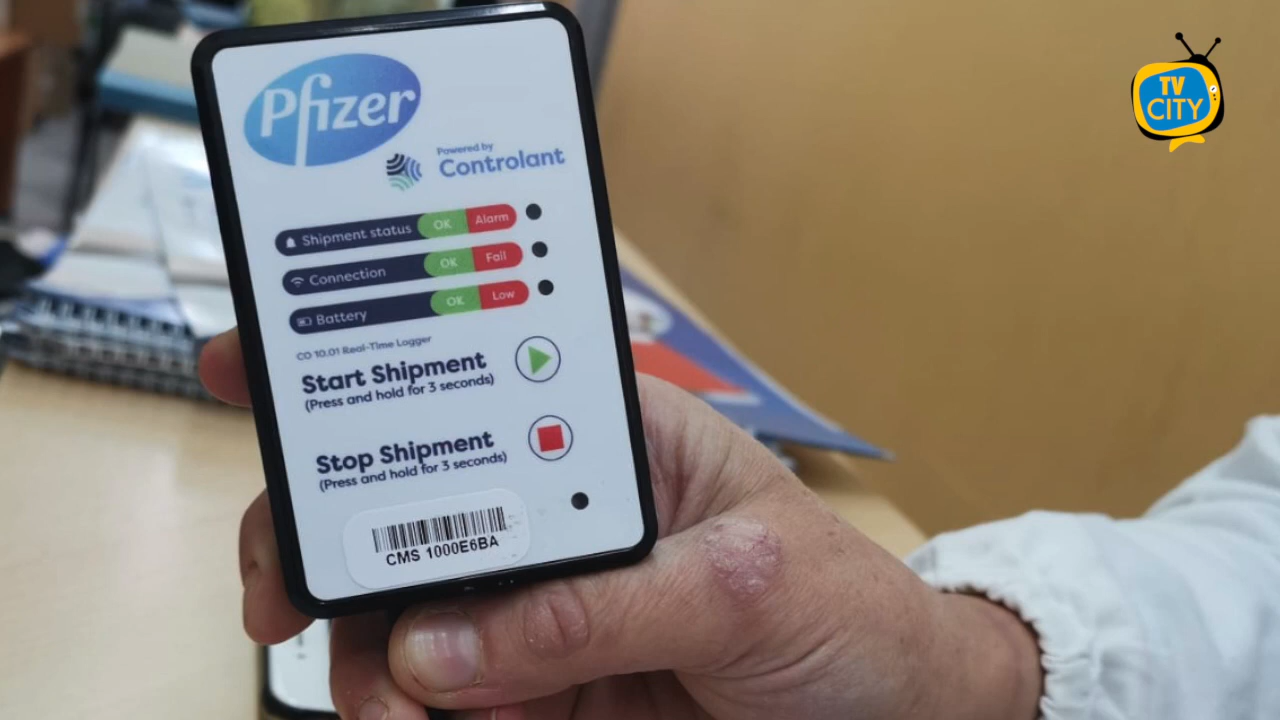 TV
CITY
Pfizer
Powered by
Controlant
Shipment status OK Alarm
Connection OK Fail
Battery OK Low
CO 10.01 Real-Time Logger
Start Shipment
(Press and hold for 3 seconds)
Stop Shipment
(Press and hold for 3 seconds)
CMS 1000E6BA